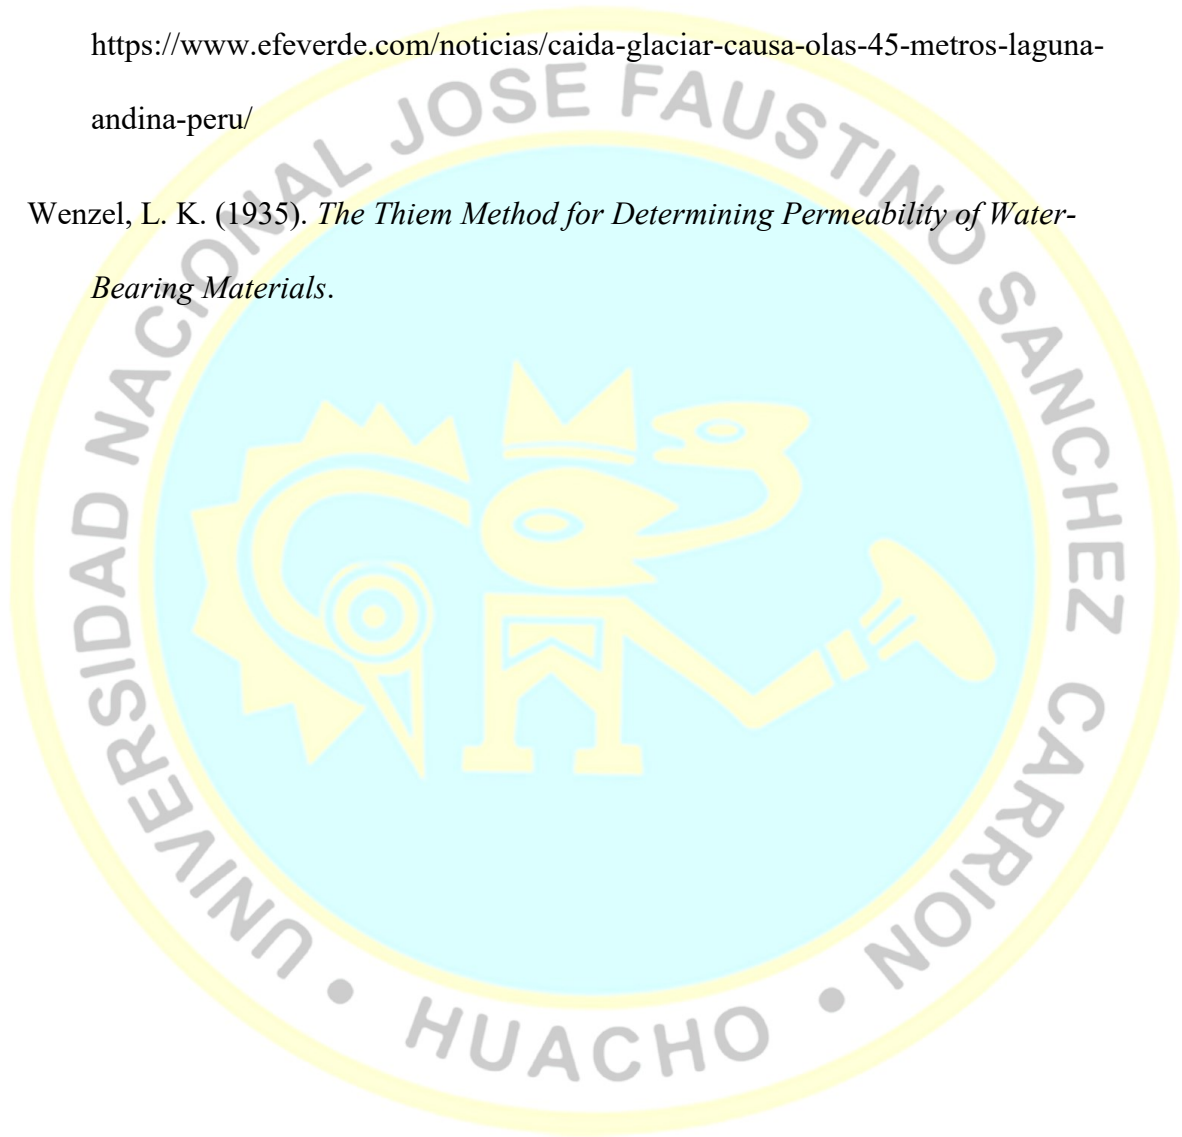 https://www.efeverde.com/noticias/caida-glaciar-causa-olas-45-metros-laguna-
andina-peru/
Wenzel, L. K. (1935). The Thiem Method for Determining Permeability of Water-
Bearing Materials.
UNIVERSIDAD NACIONAL JOSE FAUSTINO SANCHEZ CARRION
• HUACHO •